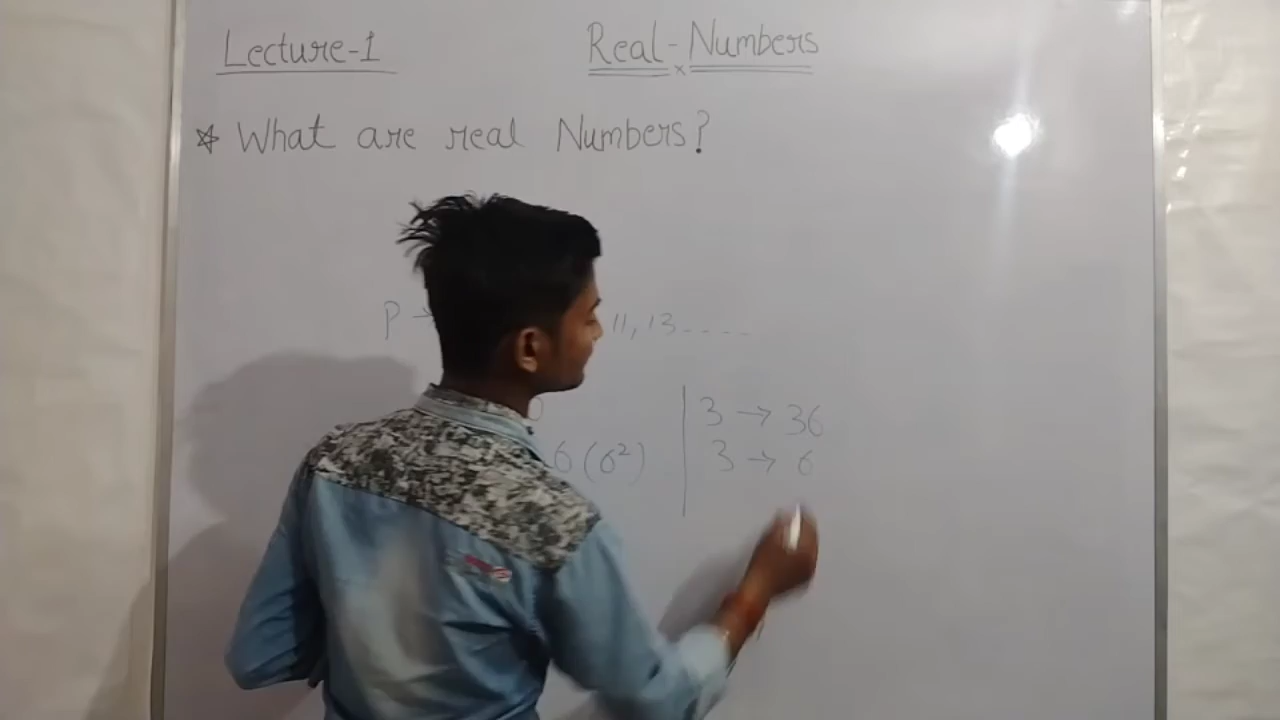 Lecture-1
Real-Numbers
☆ What are real Numbers?
P → 11, 13 - - - -
6 (6²)
3 → 36
3 → 6